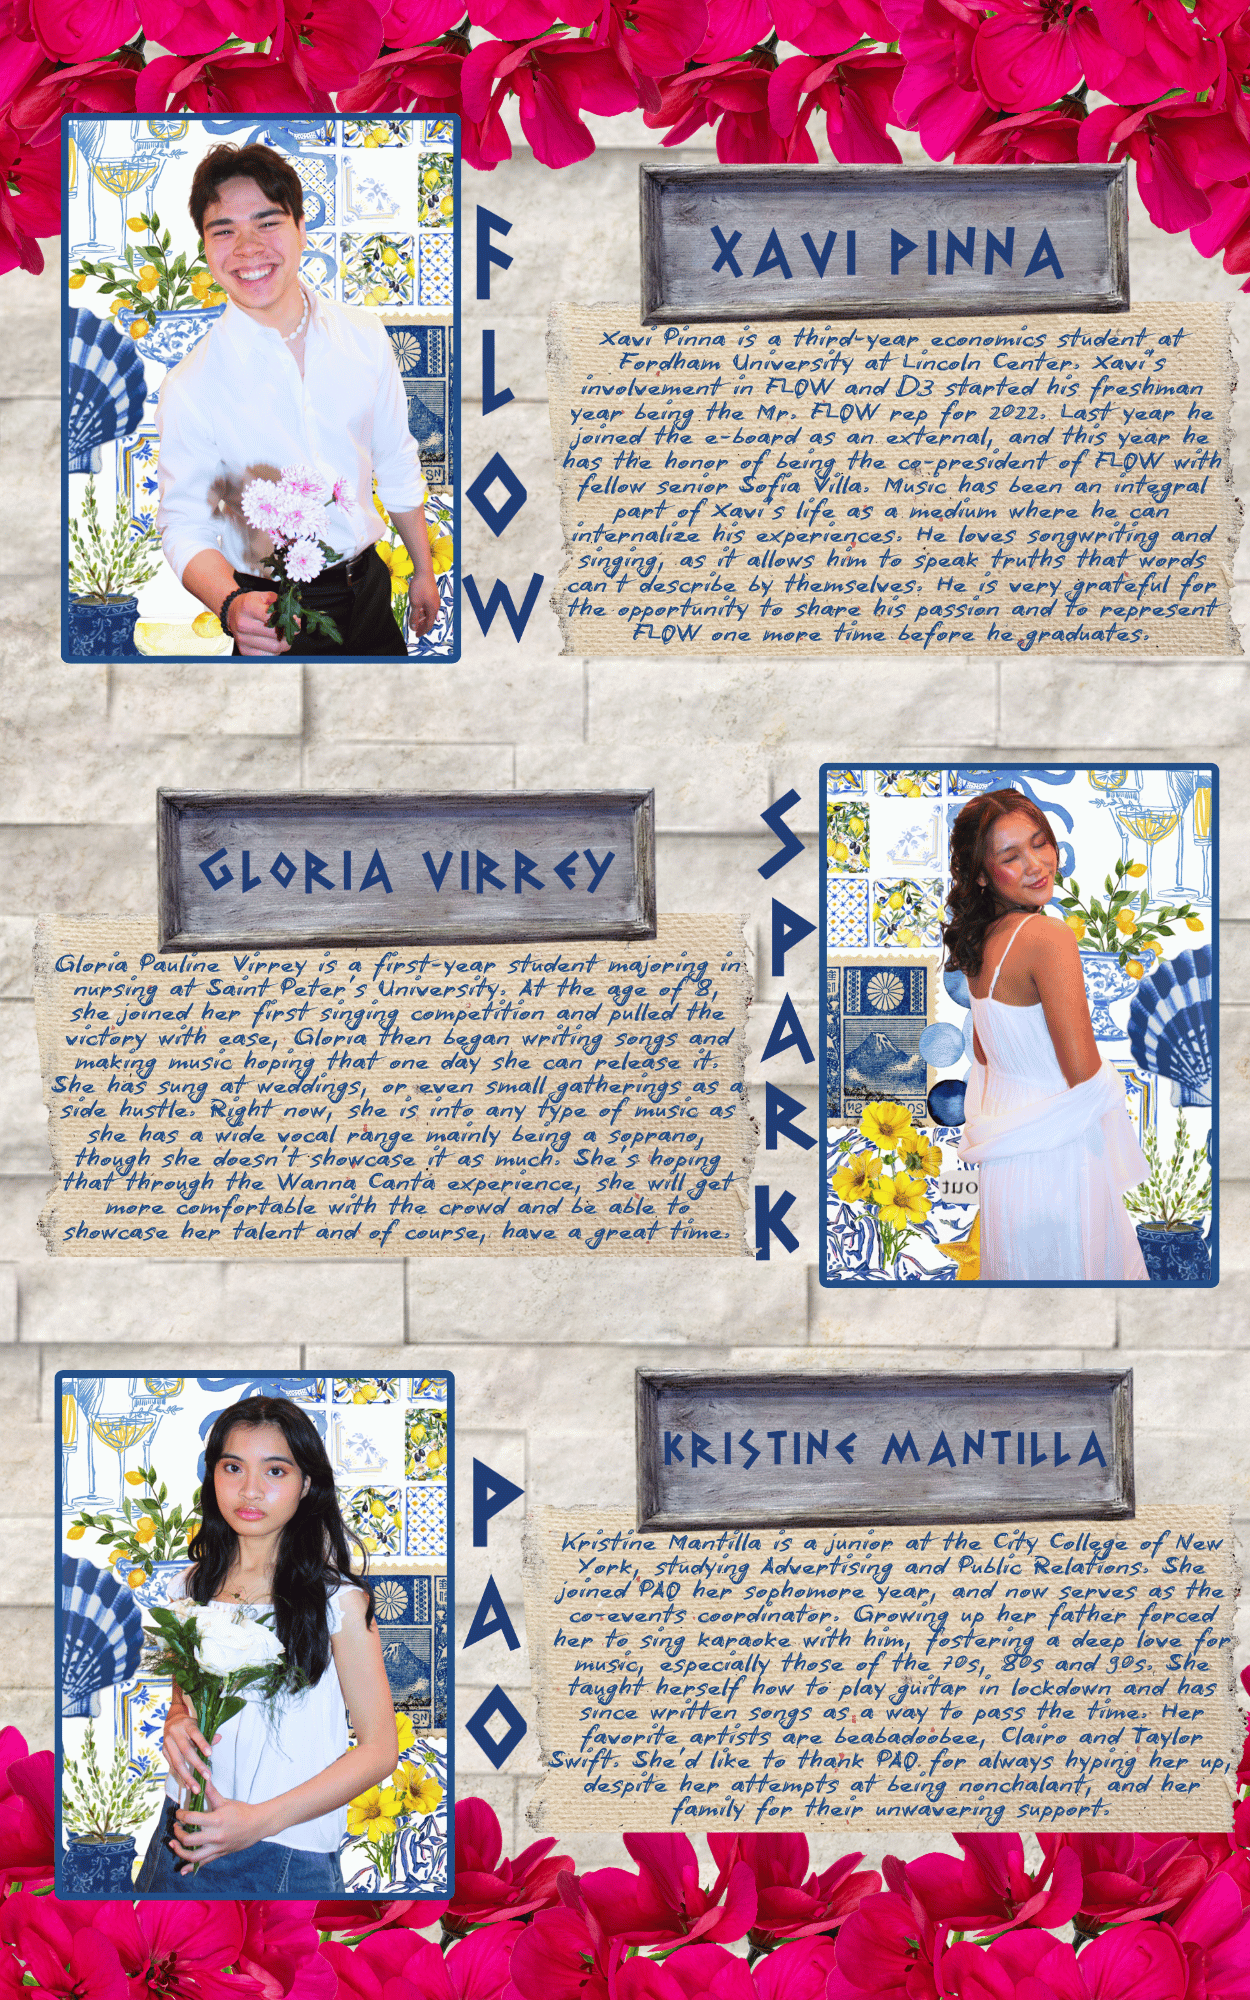 FLOW
XAVI PINNA
Xavi Pinna is a third-year economics student at
Fordham University at Lincoln Center. Xavi's
involvement in FLOW and D3 started his freshman
year being the Mr. FLOW rep for 2022. Last year he
joined the e-board as an external, and this year he
has the honor of being the co-president of FLOW with
fellow senior Sofia Villa. Music has been an integral
part of Xavi's life as a medium where he can
internalize his experiences. He loves songwriting and
singing, as it allows him to speak truths that words
can't describe by themselves. He is very grateful for
the opportunity to share his passion and to represent
FLOW one more time before he graduates.
GLORIA VIRREY
Gloria Pauline Virrey is a first-year student majoring in
nursing at Saint Peter's University. At the age of 8,
she joined her first singing competition and pulled the
victory with ease, Gloria then began writing songs and
making music hoping that one day she can release it.
She has sung at weddings, or even small gatherings as a
side hustle. Right now, she is into any type of music as
she has a wide vocal range mainly being a soprano,
though she doesn't showcase it as much. She's hoping
that through the Wanna Canta experience, she will get
more comfortable with the crowd and be able to
showcase her talent and of course, have a great time.
SPARK
PAO
KRISTINE MANTILLA
Kristine Mantilla is a junior at the City College of New
York, studying Advertising and Public Relations. She
joined PAO her sophomore year, and now serves as the
co-events coordinator. Growing up her father forced
her to sing karaoke with him, fostering a deep love for
music, especially those of the 70s, 80s and 90s. She
taught herself how to play guitar in lockdown and has
since written songs as a way to pass the time. Her
favorite artists are beabadoobee, Clairo and Taylor
Swift. She'd like to thank PAO for always hyping her up,
despite her attempts at being nonchalant, and her
family for their unwavering support.